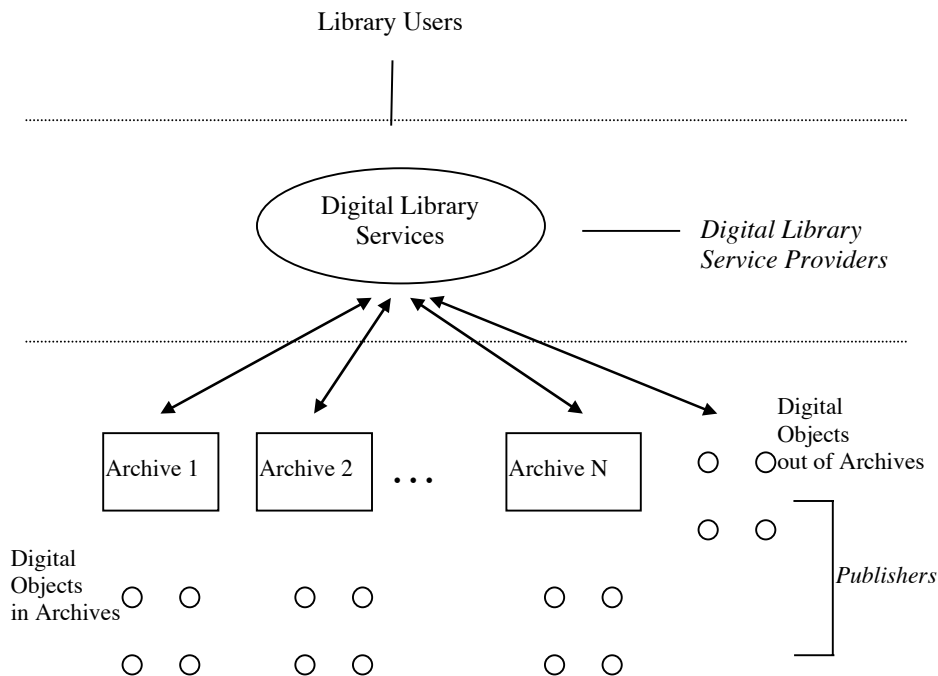 Library Users
Digital Library
Services
Digital Library
Service Providers
Digital
Objects
out of Archives
Archive 1
Archive 2
. . .
Archive N
Digital
Objects
in Archives
Publishers